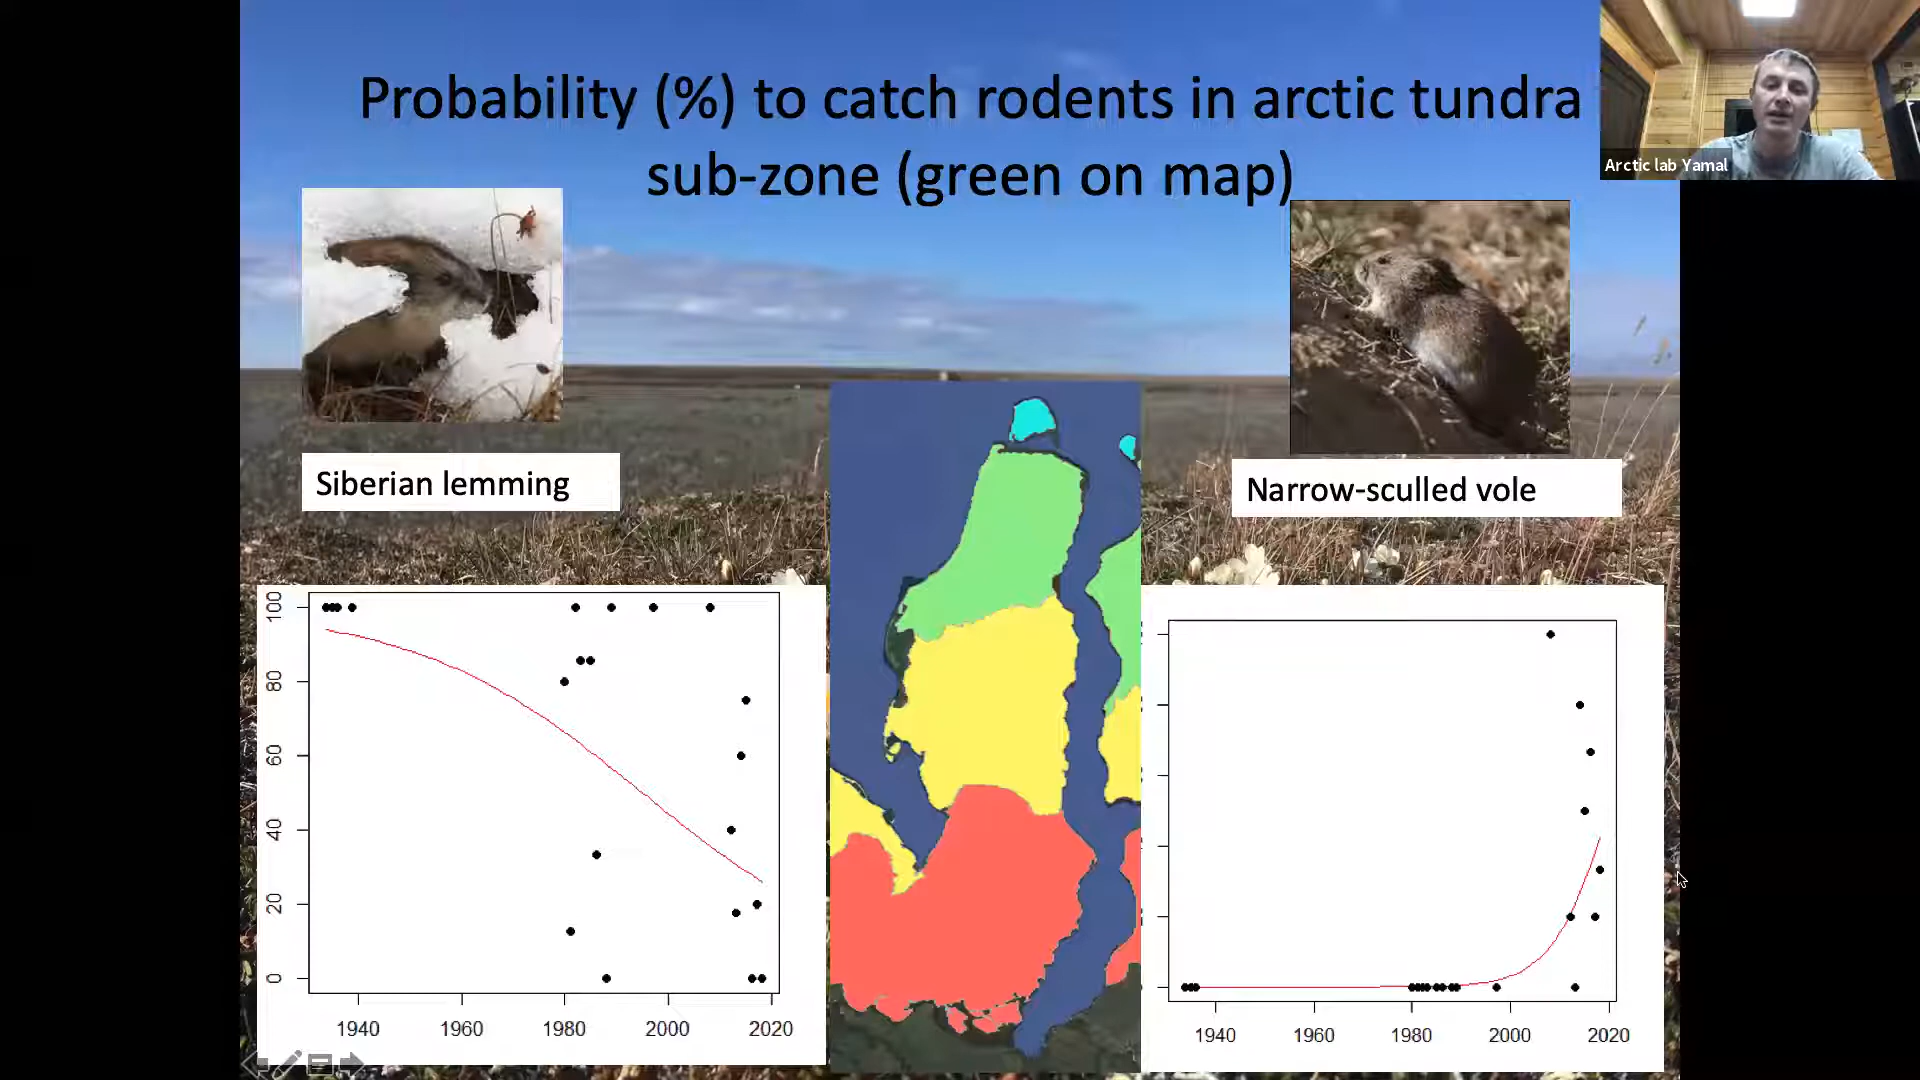 Probability (%) to catch rodents in arctic tundra
sub-zone (green on map)
Arctic lab Yamal
Siberian lemming
Narrow-sculled vole
100
80
60
40
20
0
1940 1960 1980 2000 2020
1940 1960 1980 2000 2020